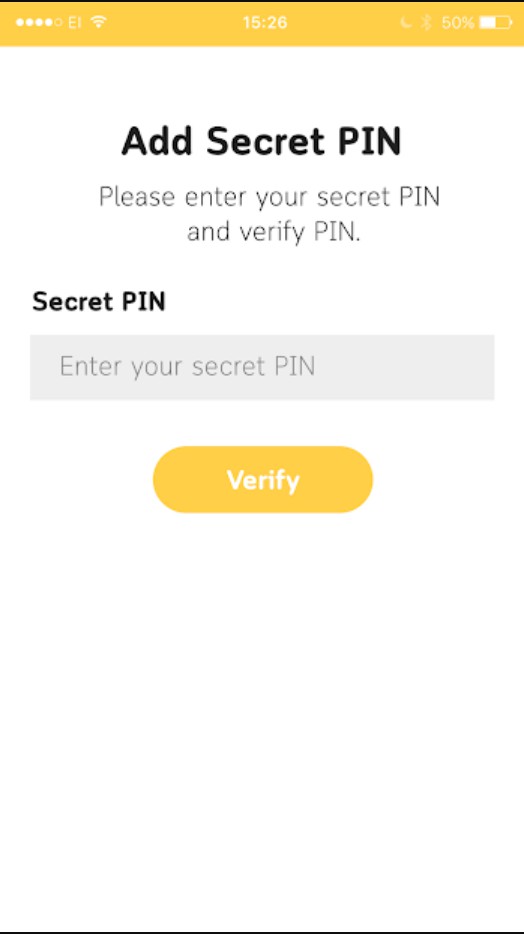 EI 15:26 50%
Add Secret PIN
Please enter your secret PIN
and verify PIN.
Secret PIN
Enter your secret PIN
Verify